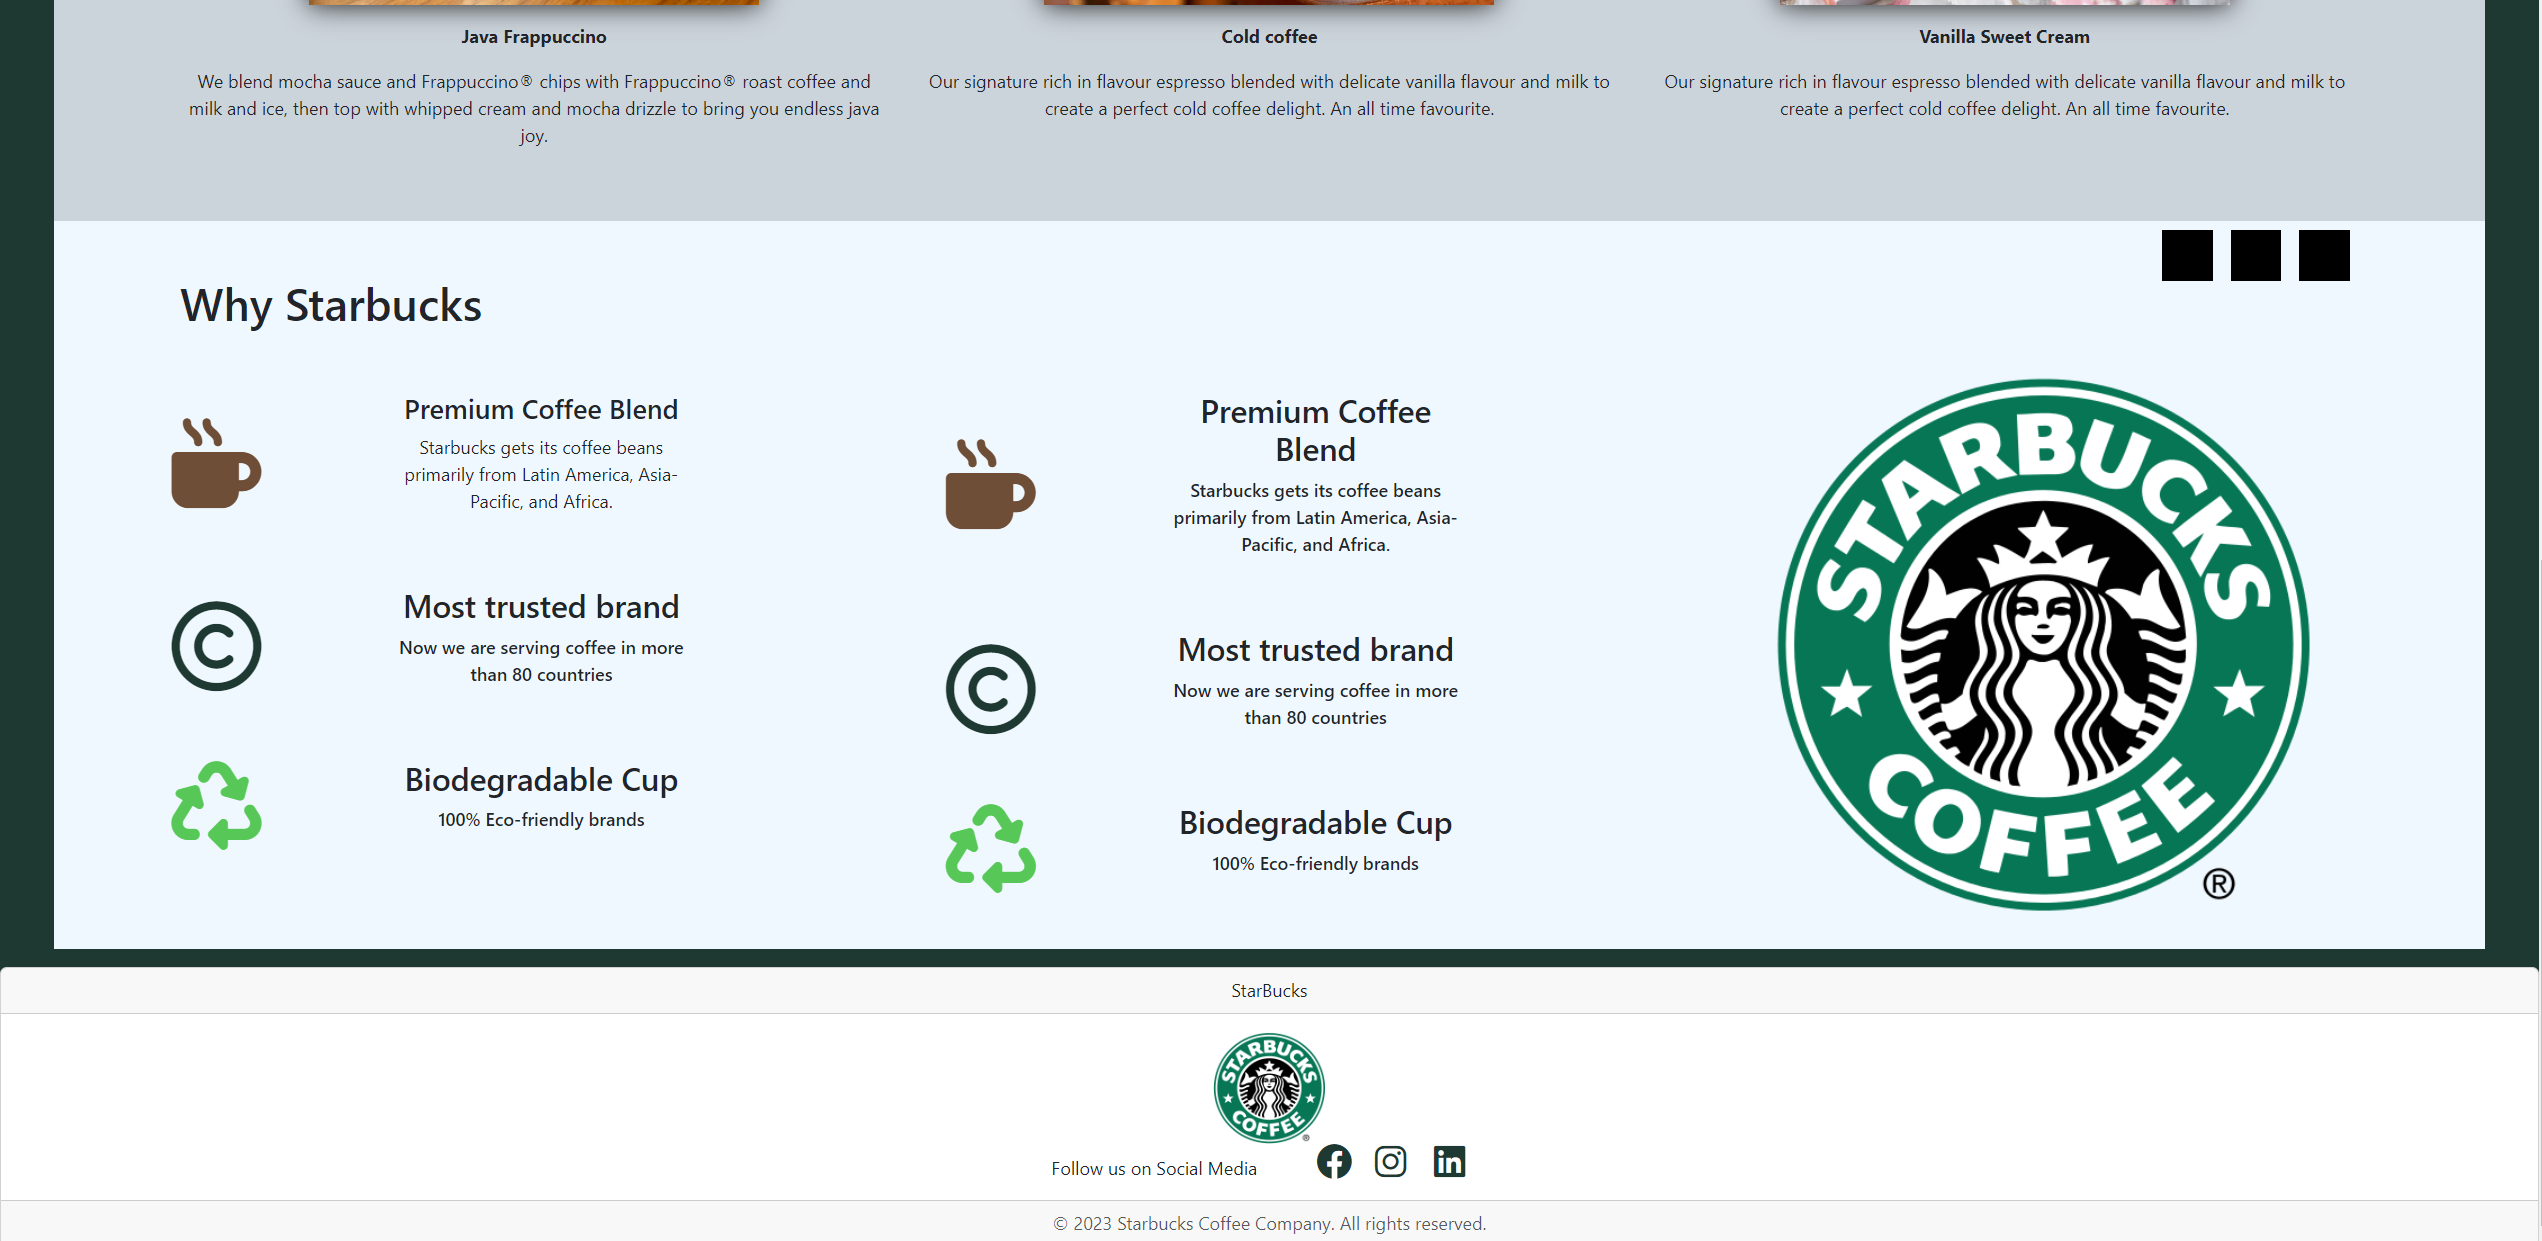 Java Frappuccino
We blend mocha sauce and Frappuccino® chips with Frappuccino® roast coffee and
milk and ice, then top with whipped cream and mocha drizzle to bring you endless java
joy.
Cold coffee
Our signature rich in flavour espresso blended with delicate vanilla flavour and milk to
create a perfect cold coffee delight. An all time favourite.
Vanilla Sweet Cream
Our signature rich in flavour espresso blended with delicate vanilla flavour and milk to
create a perfect cold coffee delight. An all time favourite.
Why Starbucks
Premium Coffee Blend
Starbucks gets its coffee beans
primarily from Latin America, Asia-
Pacific, and Africa.
Most trusted brand
Now we are serving coffee in more
than 80 countries
Biodegradable Cup
100% Eco-friendly brands
Premium Coffee
Blend
Starbucks gets its coffee beans
primarily from Latin America, Asia-
Pacific, and Africa.
Most trusted brand
Now we are serving coffee in more
than 80 countries
Biodegradable Cup
100% Eco-friendly brands
STARBUCKS
COFFEE
®
StarBucks
STARBUCKS
COFFEE
®
Follow us on Social Media
© 2023 Starbucks Coffee Company. All rights reserved.